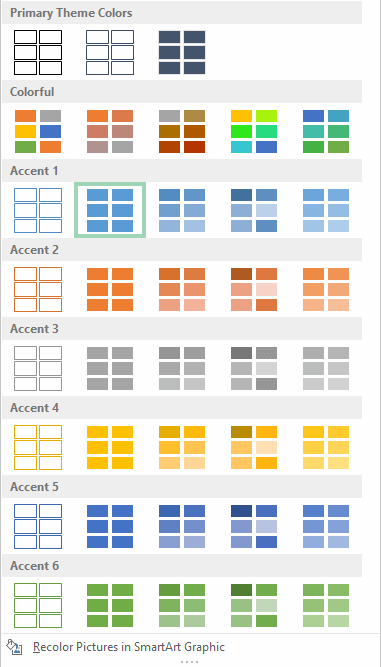 Primary Theme Colors
Colorful
Accent 1
Accent 2
Accent 3
Accent 4
Accent 5
Accent 6
Recolor Pictures in SmartArt Graphic